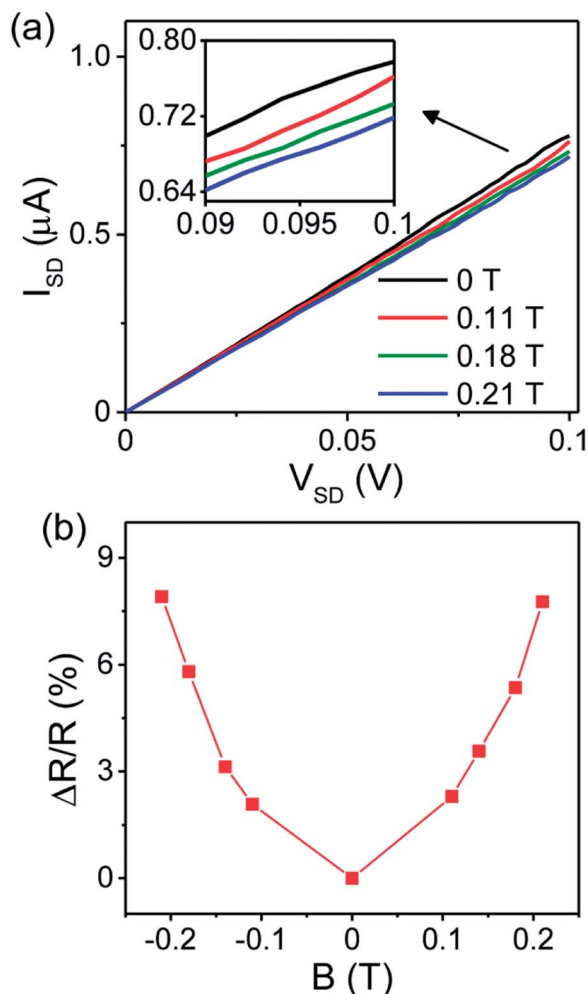 (a)
I_SD (μA)
1.0
0.5
0
0.80
0.72
0.64
0.09
0.095
0.1
0 T
0.11 T
0.18 T
0.21 T
0
0.05
0.1
V_SD (V)
(b)
ΔR/R (%)
9
6
3
0
-0.2
-0.1
0
0.1
0.2
B (T)